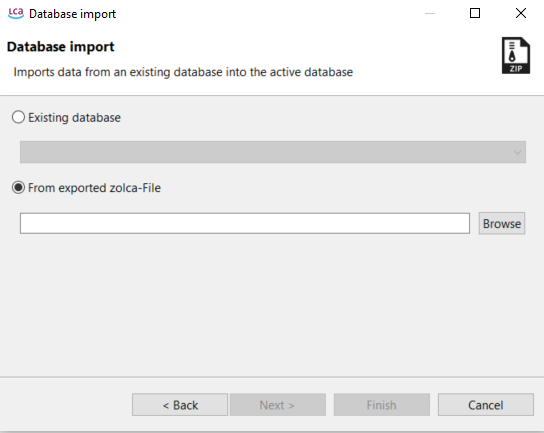 LCA Database import
Database import
Imports data from an existing database into the active database
ZIP
Existing database
From exported zolca-File
Browse
< Back Next > Finish Cancel